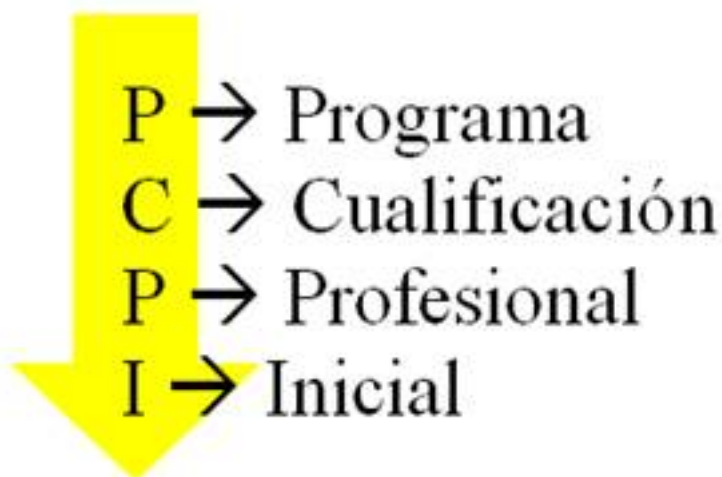 P → Programa
C → Cualificación
P → Profesional
I → Inicial